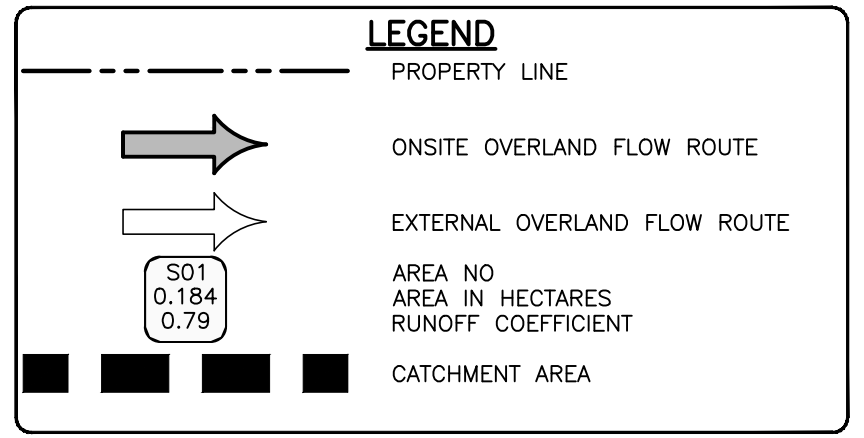 LEGEND
PROPERTY LINE
ONSITE OVERLAND FLOW ROUTE
EXTERNAL OVERLAND FLOW ROUTE
S01
0.184
0.79
AREA NO
AREA IN HECTARES
RUNOFF COEFFICIENT
CATCHMENT AREA